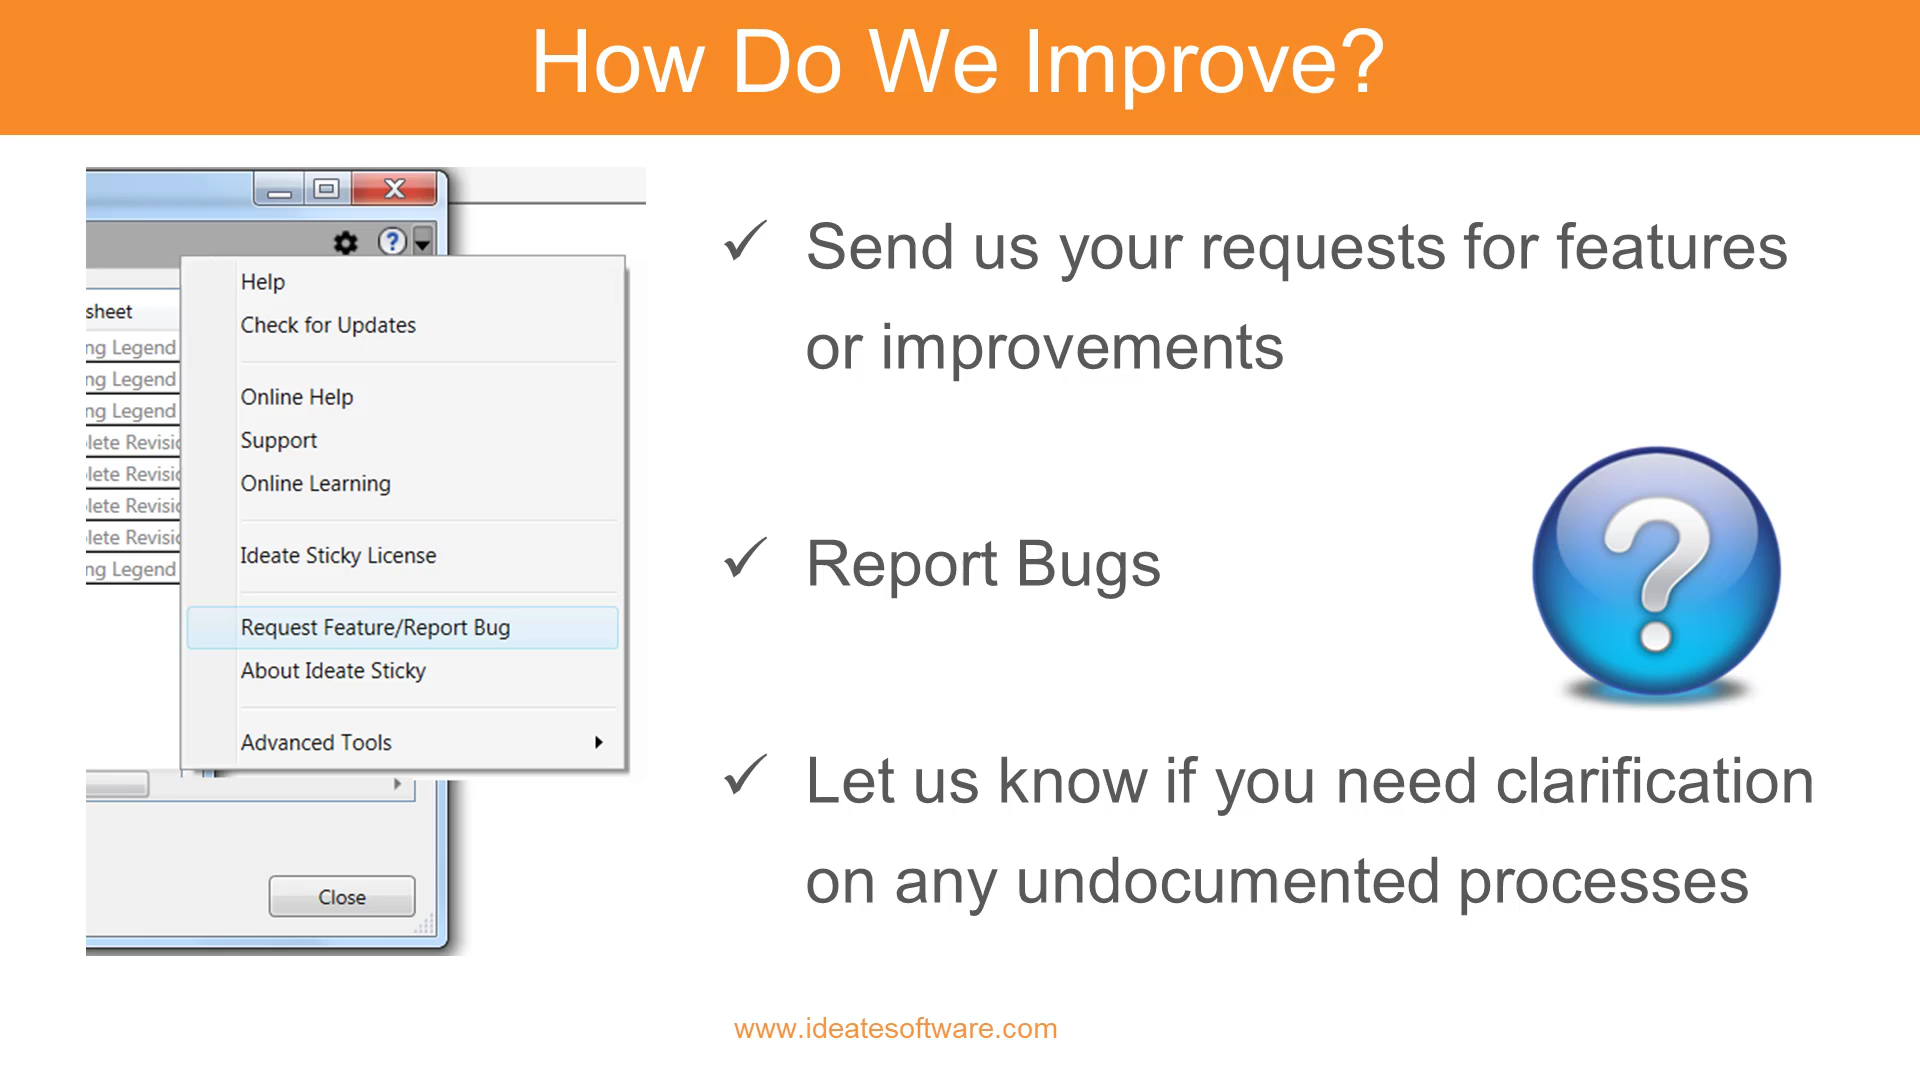 How Do We Improve?
?
sheet
ng Legend
ng Legend
ng Legend
lete Revisi
lete Revisi
lete Revisi
lete Revisi
ng Legend
Help
Check for Updates
Online Help
Support
Online Learning
Ideate Sticky License
Request Feature/Report Bug
About Ideate Sticky
Advanced Tools
Close
✓ Send us your requests for features
or improvements
✓ Report Bugs
?
✓ Let us know if you need clarification
on any undocumented processes
www.ideatesoftware.com